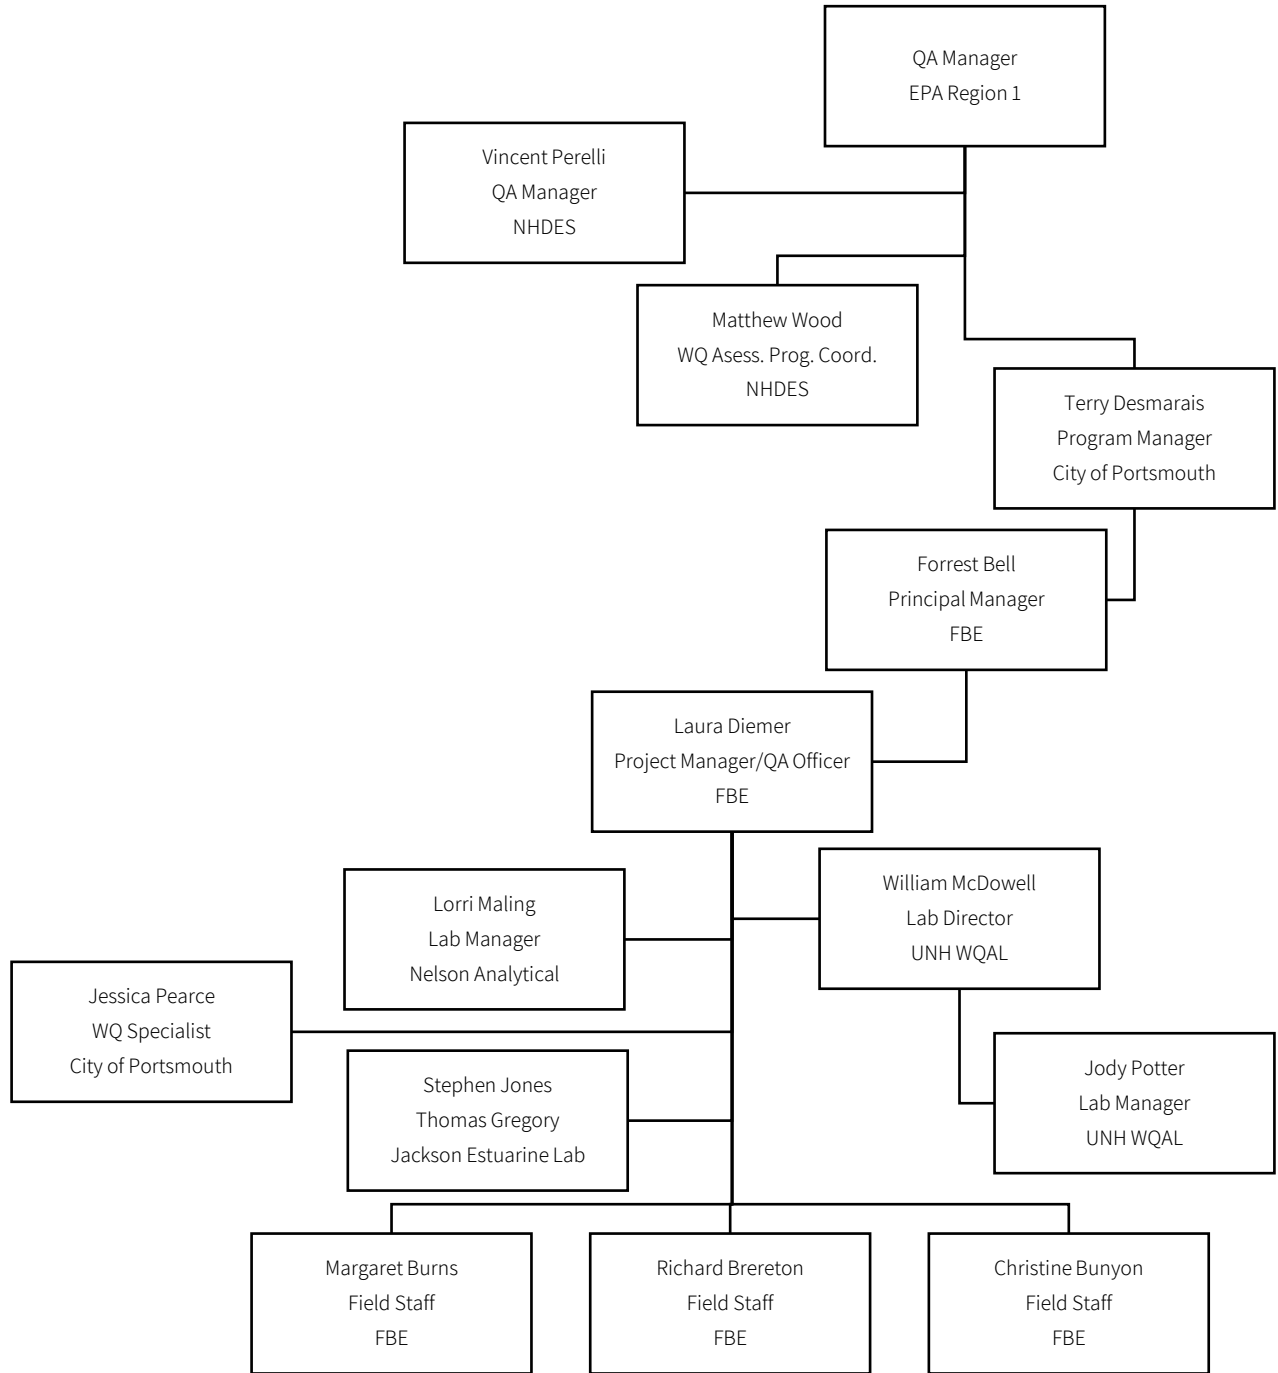 QA Manager
EPA Region 1
Vincent Perelli
QA Manager
NHDES
Matthew Wood
WQ Asess. Prog. Coord.
NHDES
Terry Desmarais
Program Manager
City of Portsmouth
Forrest Bell
Principal Manager
FBE
Laura Diemer
Project Manager/QA Officer
FBE
William McDowell
Lab Director
UNH WQAL
Lorri Maling
Lab Manager
Nelson Analytical
Jessica Pearce
WQ Specialist
City of Portsmouth
Jody Potter
Lab Manager
UNH WQAL
Stephen Jones
Thomas Gregory
Jackson Estuarine Lab
Margaret Burns
Field Staff
FBE
Richard Brereton
Field Staff
FBE
Christine Bunyon
Field Staff
FBE